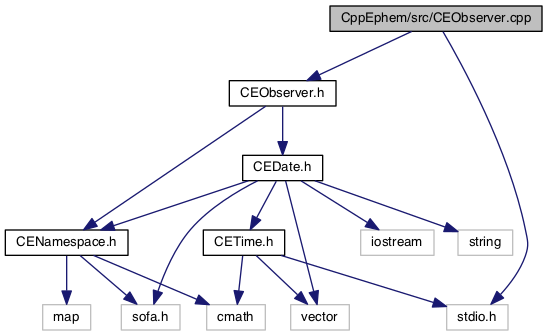 CppEphem/src/CEObserver.cpp
CEObserver.h
CEDate.h
CENamespace.h
CETime.h
iostream
string
map
sofa.h
cmath
vector
stdio.h